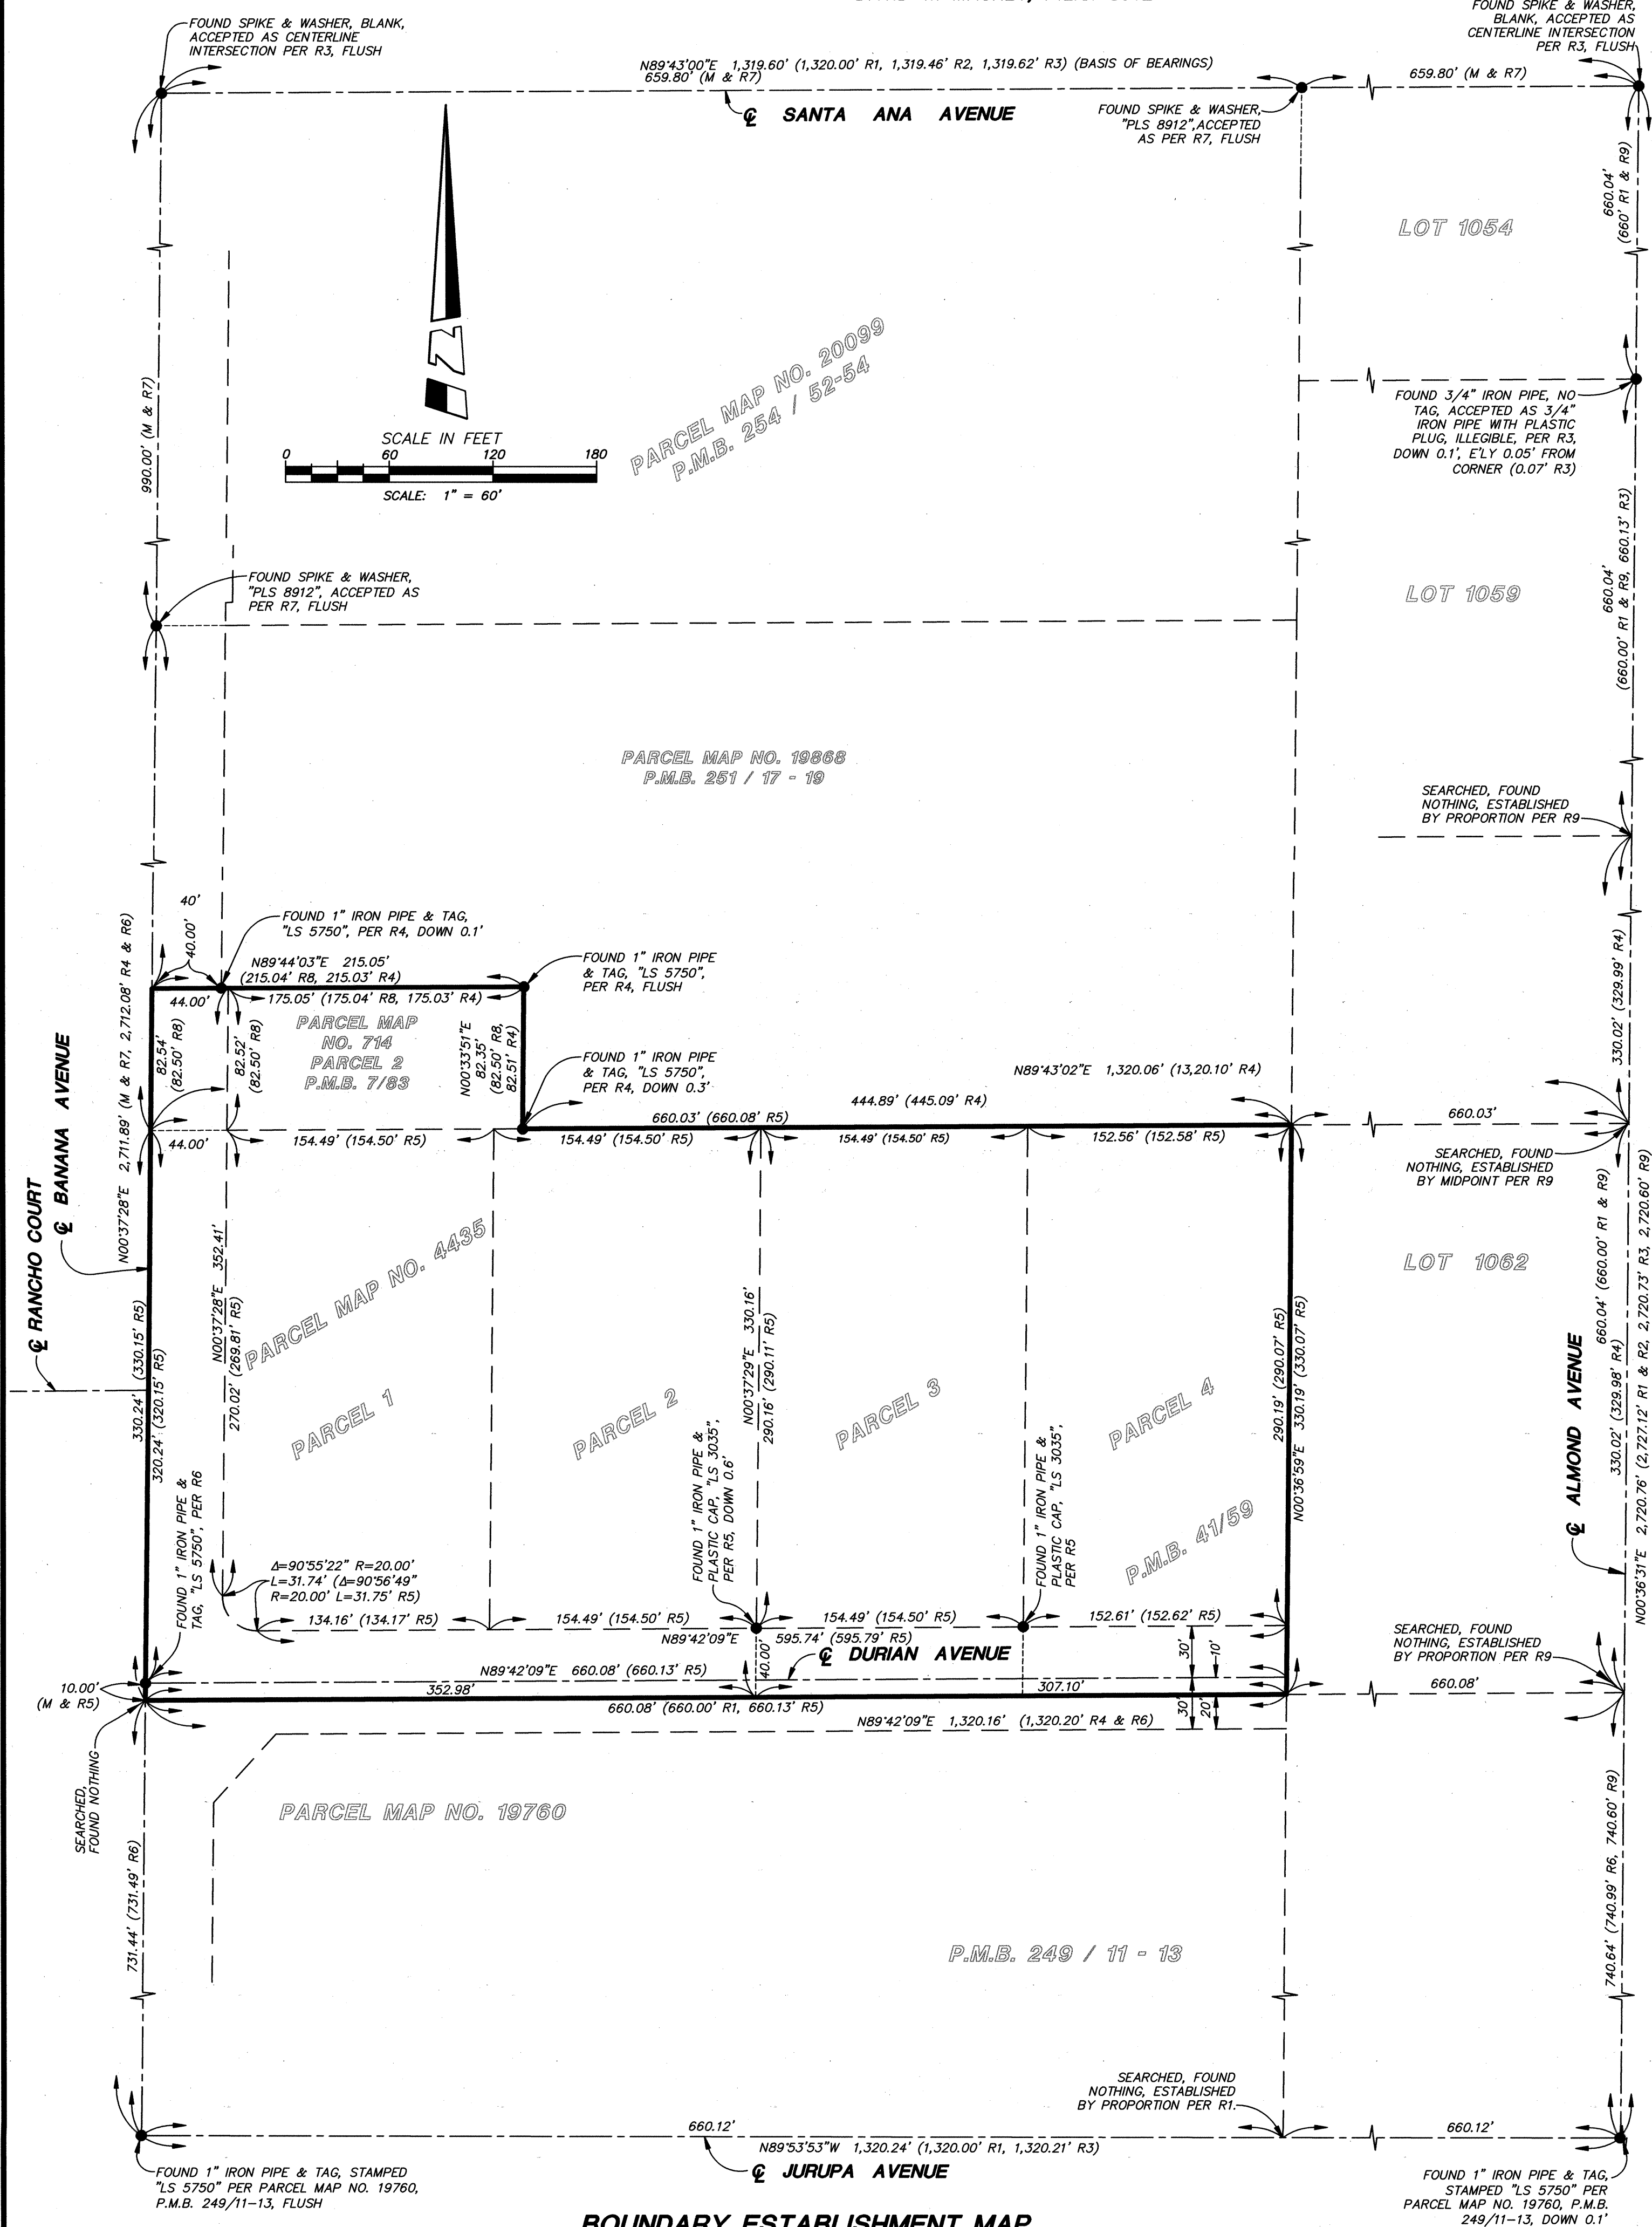 FOUND SPIKE & WASHER, BLANK,
ACCEPTED AS CENTERLINE
INTERSECTION PER R3, FLUSH
FOUND SPIKE & WASHER,
BLANK, ACCEPTED AS
CENTERLINE INTERSECTION
PER R3, FLUSH
N89°43'00"E 1,319.60' (1,320.00' R1, 1,319.46' R2, 1,319.62' R3) (BASIS OF BEARINGS)
659.80' (M & R7)
659.80' (M & R7)
℄ SANTA ANA AVENUE
FOUND SPIKE & WASHER,
"PLS 8912",ACCEPTED
AS PER R7, FLUSH
660.04'
(660' R1 & R9)
LOT 1054
990.00' (M & R7)
N
SCALE IN FEET
0 60 120 180
SCALE: 1" = 60'
PARCEL MAP NO. 20099
P.M.B. 254 / 52-54
FOUND 3/4" IRON PIPE, NO
TAG, ACCEPTED AS 3/4"
IRON PIPE WITH PLASTIC
PLUG, ILLEGIBLE, PER R3,
DOWN 0.1', E'LY 0.05' FROM
CORNER (0.07' R3)
660.04'
(660.00' R1 & R9, 660.13' R3)
FOUND SPIKE & WASHER,
"PLS 8912", ACCEPTED AS
PER R7, FLUSH
LOT 1059
PARCEL MAP NO. 19868
P.M.B. 251 / 17 - 19
SEARCHED, FOUND
NOTHING, ESTABLISHED
BY PROPORTION PER R9
40'
40.00'
FOUND 1" IRON PIPE & TAG,
"LS 5750", PER R4, DOWN 0.1'
N89°44'03"E 215.05'
(215.04' R8, 215.03' R4)
44.00'
175.05' (175.04' R8, 175.03' R4)
FOUND 1" IRON PIPE
& TAG, "LS 5750",
PER R4, FLUSH
N00°37'28"E 2,711.89' (M & R7, 2,712.08' R4 & R6)
82.54'
(82.50' R8)
82.52'
(82.50' R8)
PARCEL MAP
NO. 714
PARCEL 2
P.M.B. 7/83
N00°33'51"E
82.35'
(82.50' R8,
82.51' R4)
FOUND 1" IRON PIPE
& TAG, "LS 5750",
PER R4, DOWN 0.3'
N89°43'02"E 1,320.06' (13,20.10' R4)
444.89' (445.09' R4)
330.02' (329.99' R4)
660.03' (660.08' R5)
660.03'
44.00'
154.49' (154.50' R5)
154.49' (154.50' R5)
154.49' (154.50' R5)
152.56' (152.58' R5)
SEARCHED, FOUND
NOTHING, ESTABLISHED
BY MIDPOINT PER R9
℄ RANCHO COURT
℄ BANANA AVENUE
330.24' (330.15' R5)
320.24' (320.15' R5)
N00°37'28"E 352.41'
270.02' (269.81' R5)
PARCEL MAP NO. 4435
PARCEL 1
PARCEL 2
N00°37'29"E 330.16'
290.16' (290.11' R5)
PARCEL 3
PARCEL 4
P.M.B. 41/59
290.19' (290.07' R5)
N00°36'59"E 330.19' (330.07' R5)
LOT 1062
660.04' (660.00' R1 & R9)
330.02' (329.98' R4)
℄ ALMOND AVENUE
N00°36'31"E 2,720.76' (2,727.12' R1 & R2, 2,720.73' R3, 2,720.60' R9)
FOUND 1" IRON PIPE &
TAG, "LS 5750", PER R6
FOUND 1" IRON PIPE &
PLASTIC CAP, "LS 3035",
PER R5, DOWN 0.6'
FOUND 1" IRON PIPE &
PLASTIC CAP, "LS 3035",
PER R5
Δ=90°55'22" R=20.00'
L=31.74' (Δ=90°56'49"
R=20.00' L=31.75' R5)
134.16' (134.17' R5)
154.49' (154.50' R5)
154.49' (154.50' R5)
152.61' (152.62' R5)
N89°42'09"E 595.74' (595.79' R5)
40.00'
℄ DURIAN AVENUE
30'
10'
SEARCHED, FOUND
NOTHING, ESTABLISHED
BY PROPORTION PER R9
N89°42'09"E 660.08' (660.13' R5)
10.00'
(M & R5)
352.98'
307.10'
660.08'
660.08' (660.00' R1, 660.13' R5)
30'
20'
N89°42'09"E 1,320.16' (1,320.20' R4 & R6)
SEARCHED,
FOUND NOTHING
PARCEL MAP NO. 19760
731.44' (731.49' R6)
740.64' (740.99' R6, 740.60' R9)
P.M.B. 249 / 11 - 13
SEARCHED, FOUND
NOTHING, ESTABLISHED
BY PROPORTION PER R1.
660.12'
660.12'
N89°53'53"W 1,320.24' (1,320.00' R1, 1,320.21' R3)
℄ JURUPA AVENUE
FOUND 1" IRON PIPE & TAG, STAMPED
"LS 5750" PER PARCEL MAP NO. 19760,
P.M.B. 249/11-13, FLUSH
FOUND 1" IRON PIPE & TAG,
STAMPED "LS 5750" PER
PARCEL MAP NO. 19760, P.M.B.
249/11-13, DOWN 0.1'
BOUNDARY ESTABLISHMENT MAP